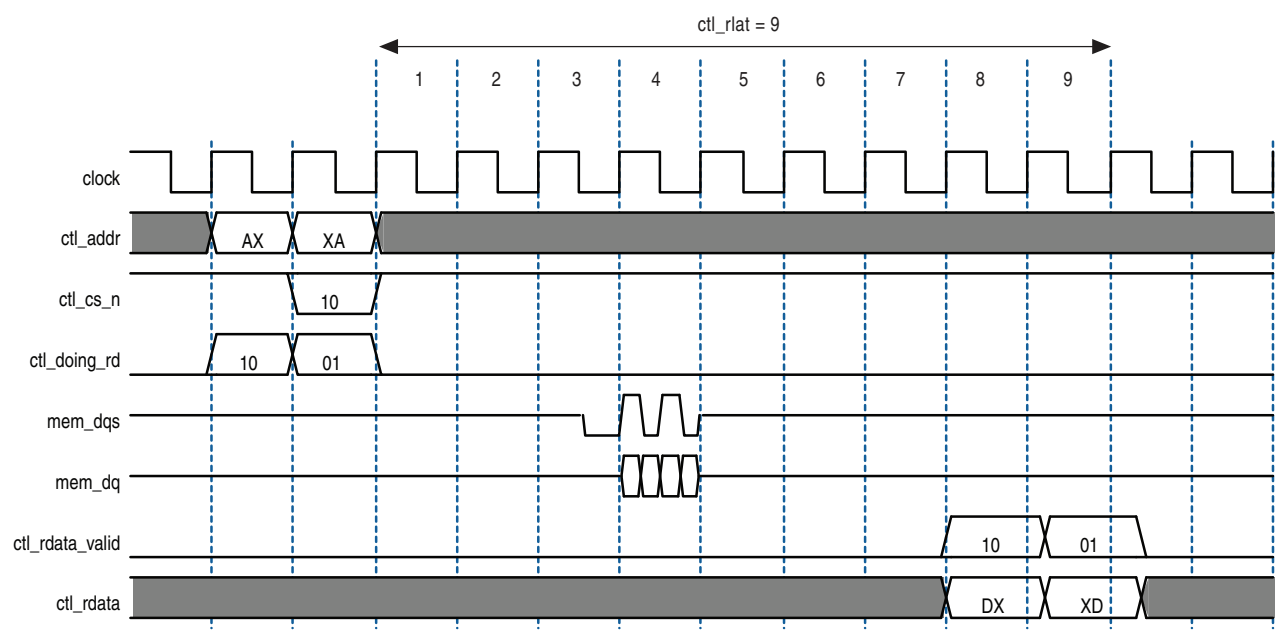 ctl_rlat = 9
1 2 3 4 5 6 7 8 9
clock
ctl_addr AX XA
ctl_cs_n 10
ctl_doing_rd 10 01
mem_dqs
mem_dq
ctl_rdata_valid 10 01
ctl_rdata DX XD